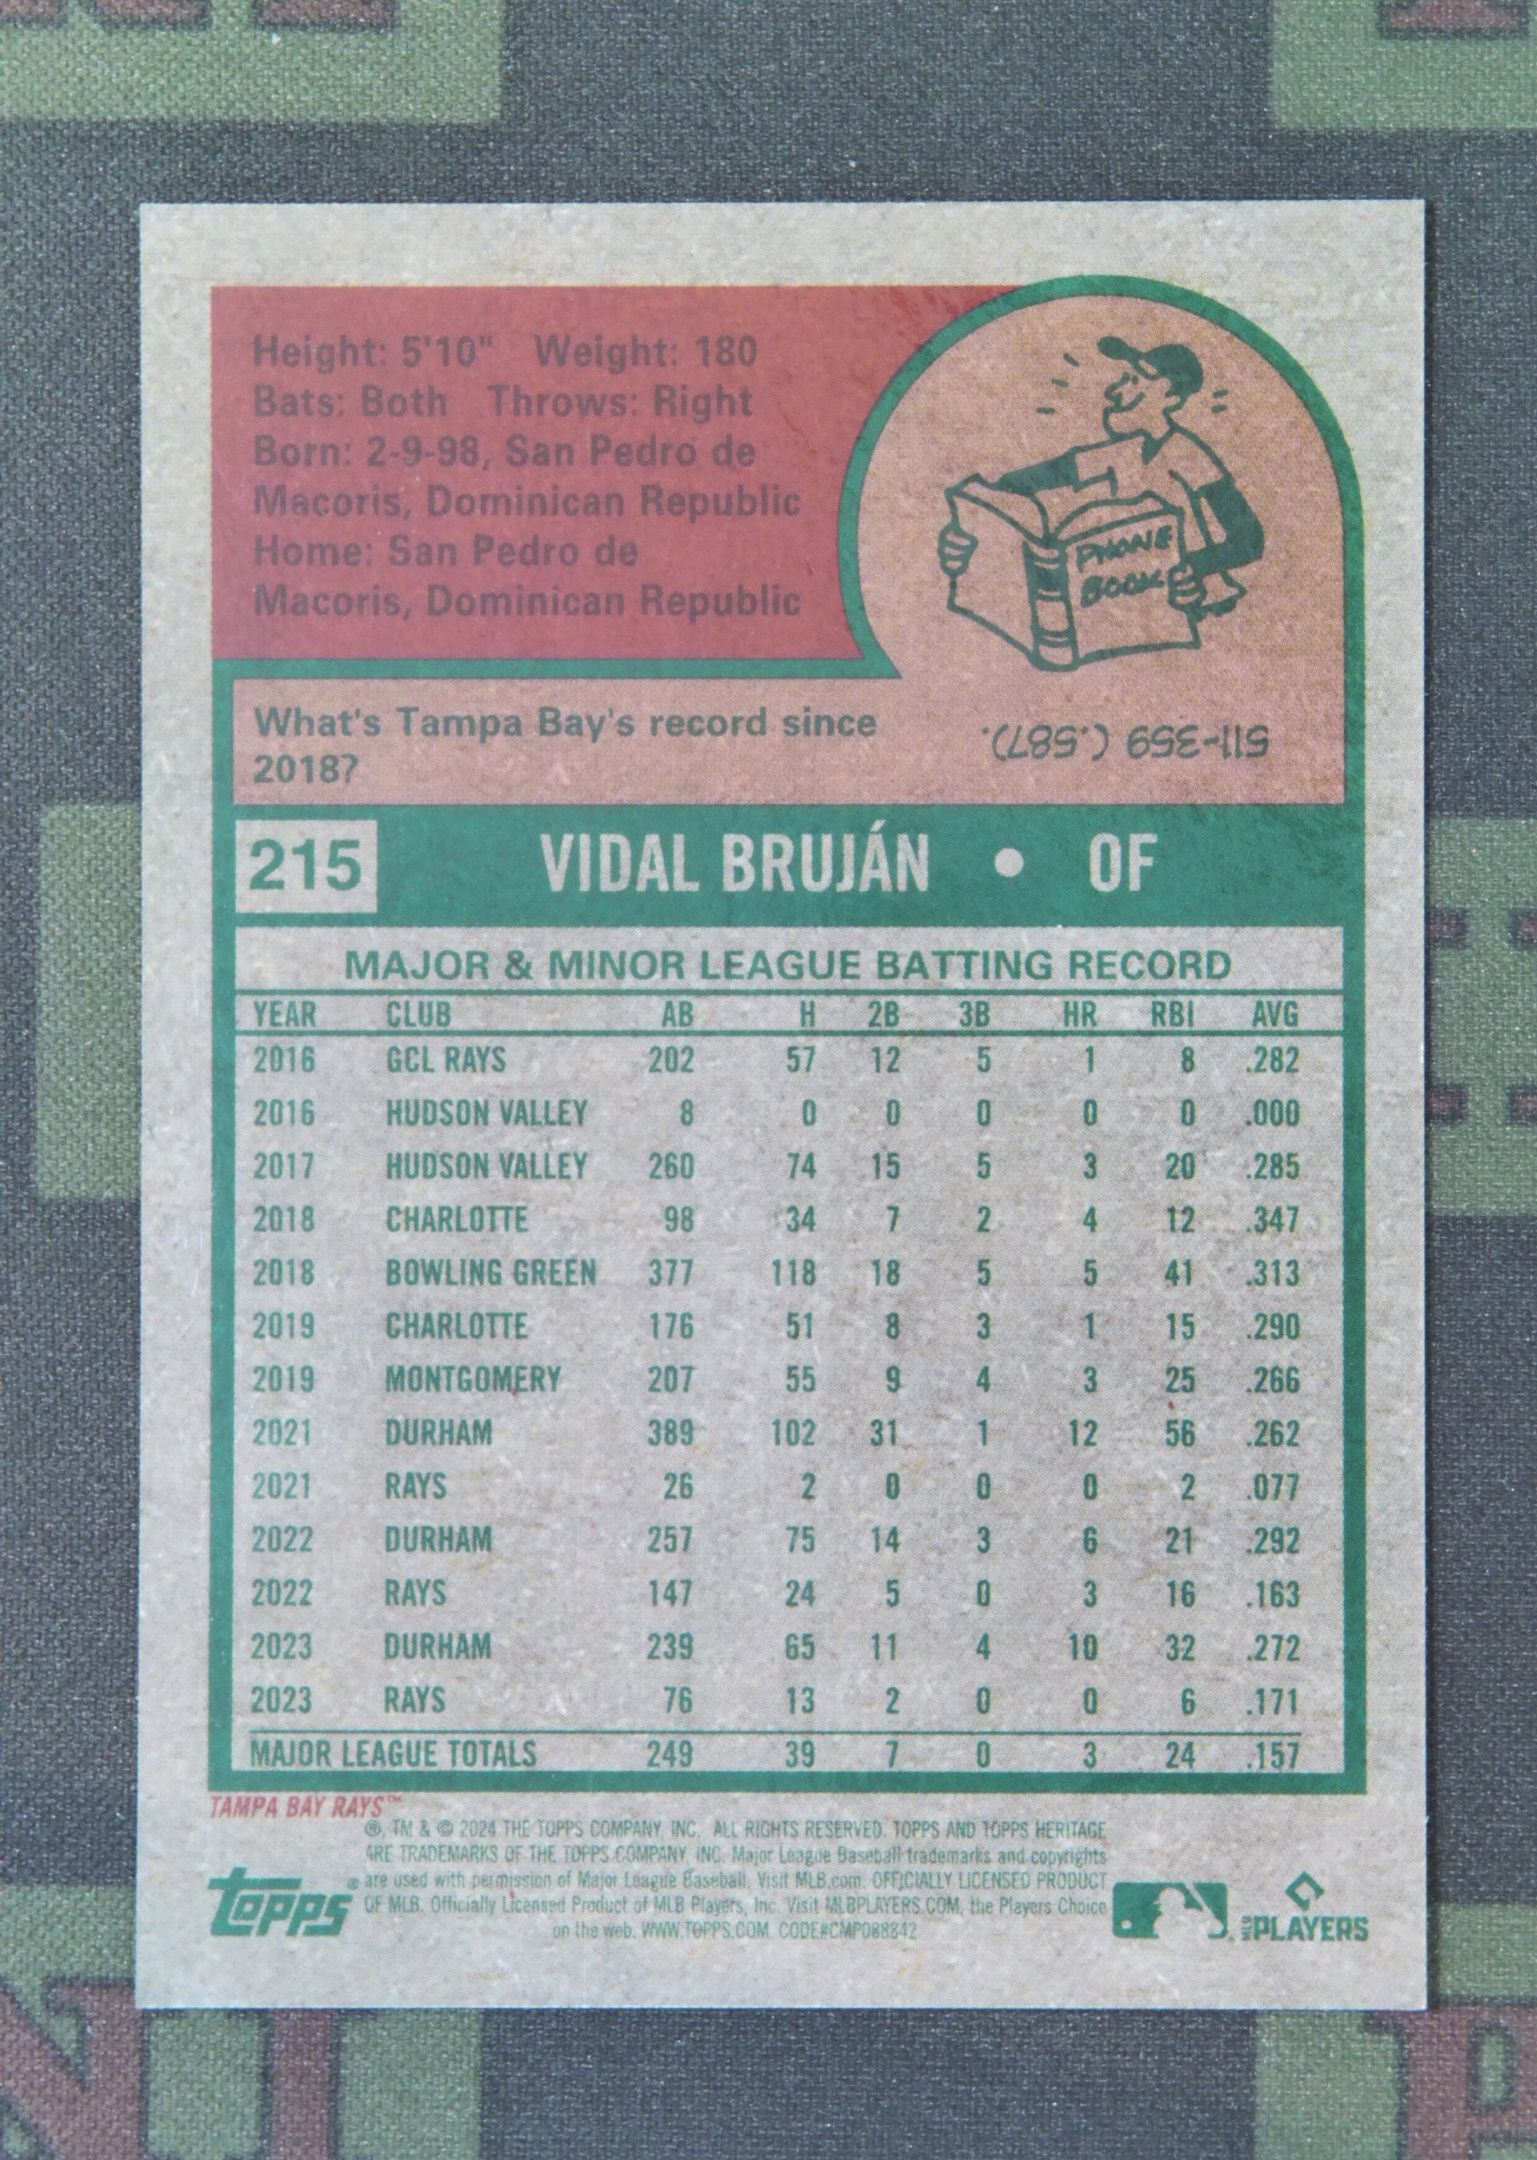 Height: 5'10" Weight: 180
Bats: Both Throws: Right
Born: 2-9-98, San Pedro de
Macoris, Dominican Republic
Home: San Pedro de
Macoris, Dominican Republic
PHONE
BOOK
What's Tampa Bay's record since
2018?
511-359 (.587).
215 VIDAL BRUJÁN • OF
MAJOR & MINOR LEAGUE BATTING RECORD
YEAR CLUB AB H 2B 3B HR RBI AVG
2016 GCL RAYS 202 57 12 5 1 8 .282
2016 HUDSON VALLEY 8 0 0 0 0 0 .000
2017 HUDSON VALLEY 260 74 15 5 3 20 .285
2018 CHARLOTTE 98 34 7 2 4 12 .347
2018 BOWLING GREEN 377 118 18 5 5 41 .313
2019 CHARLOTTE 176 51 8 3 1 15 .290
2019 MONTGOMERY 207 55 9 4 3 25 .266
2021 DURHAM 389 102 31 1 12 56 .262
2021 RAYS 26 2 0 0 0 2 .077
2022 DURHAM 257 75 14 3 6 21 .292
2022 RAYS 147 24 5 0 3 16 .163
2023 DURHAM 239 65 11 4 10 32 .272
2023 RAYS 76 13 2 0 0 6 .171
MAJOR LEAGUE TOTALS 249 39 7 0 3 24 .157
TAMPA BAY RAYS™
®, TM & © 2024 THE TOPPS COMPANY, INC. ALL RIGHTS RESERVED. TOPPS AND TOPPS HERITAGE
ARE TRADEMARKS OF THE TOPPS COMPANY, INC. Major League Baseball trademarks and copyrights
are used with permission of Major League Baseball. Visit MLB.com. OFFICIALLY LICENSED PRODUCT
OF MLB. Officially Licensed Product of MLB Players, Inc. Visit MLBPLAYERS.COM, the Players Choice
on the web. WWW.TOPPS.COM. CODE#CMP088842
topps®
MLB PLAYERS